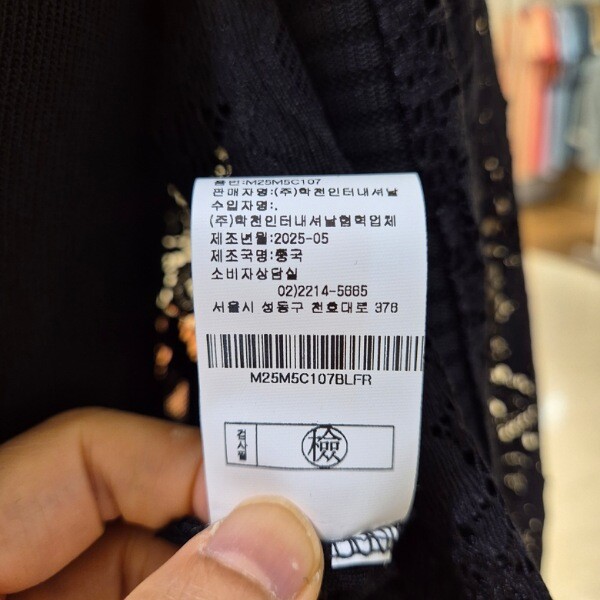 품번:M25M5C107
판매자명:(주)학천인터내셔날
수입자명:.
(주)학천인터내셔날협력업체
제조년월:2025-05
제조국명:중국
소비자상담실
02)2214-5665
서울시 성동구 천호대로 376
M25M5C107BLFR
검사필
檢